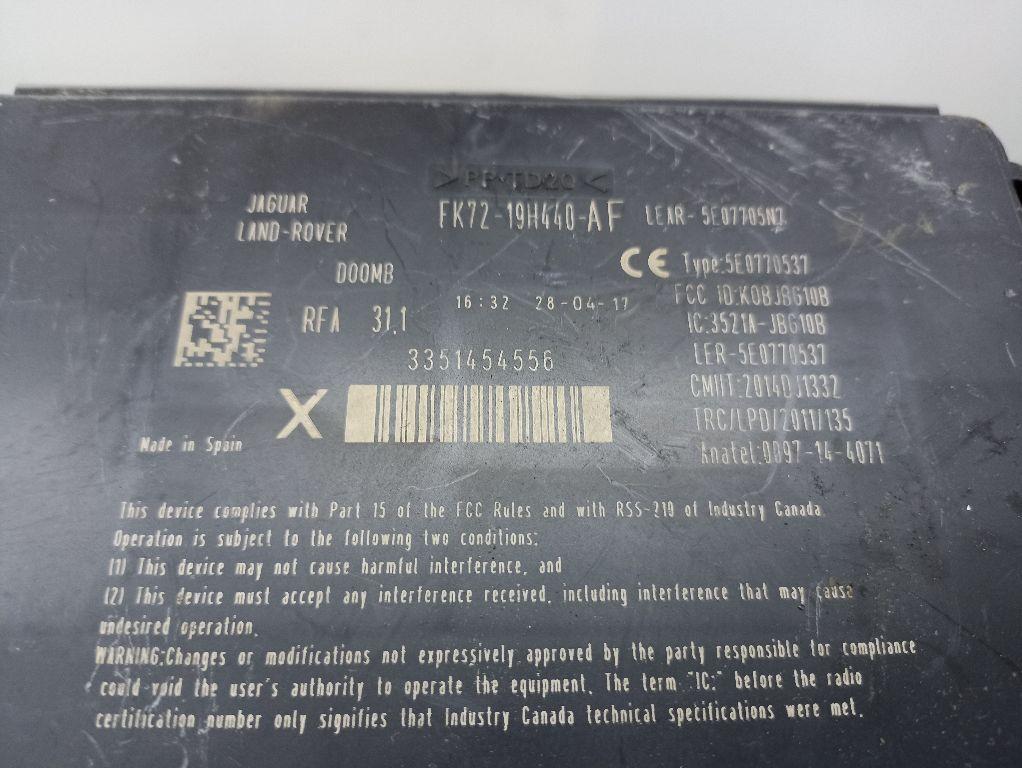 >PP-TD20<
JAGUAR
LAND-ROVER
FK72-19H440-AF LEAR-5E07705N2
D00MB
CE Type:5E0770537
16:32 28-04-17
FCC ID:K0BJBG10B
RFA 31.1
IC:3521A-JBG10B
3351454556
LER-5E0770537
CMIIT:2014DJ1332
X
TRC/LPD/2011/135
Made in Spain
Anatel:0897-14-4071
This device complies with Part 15 of the FCC Rules and with RSS-210 of Industry Canada.
Operation is subject to the following two conditions:
(1) This device may not cause harmful interference, and
(2) This device must accept any interference received, including interference that may cause
undesired operation.
WARNING:Changes or modifications not expressively approved by the party responsible for compliance
could void the user's authority to operate the equipment. The term "IC:" before the radio
certification number only signifies that Industry Canada technical specifications were met.